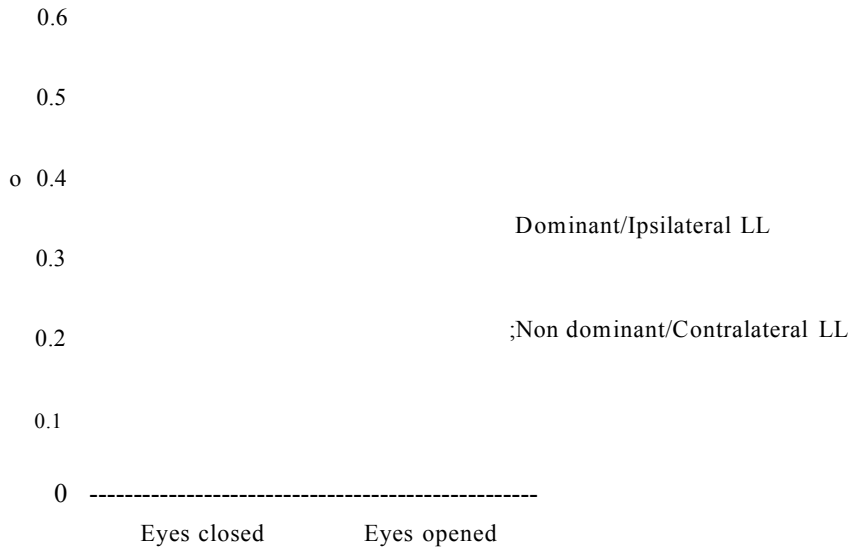 0.6
0.5
o 0.4
Dominant/Ipsilateral LL
0.3
;Non dominant/Contralateral LL
0.2
0.1
0 ---------------------------------------------------
Eyes closed Eyes opened